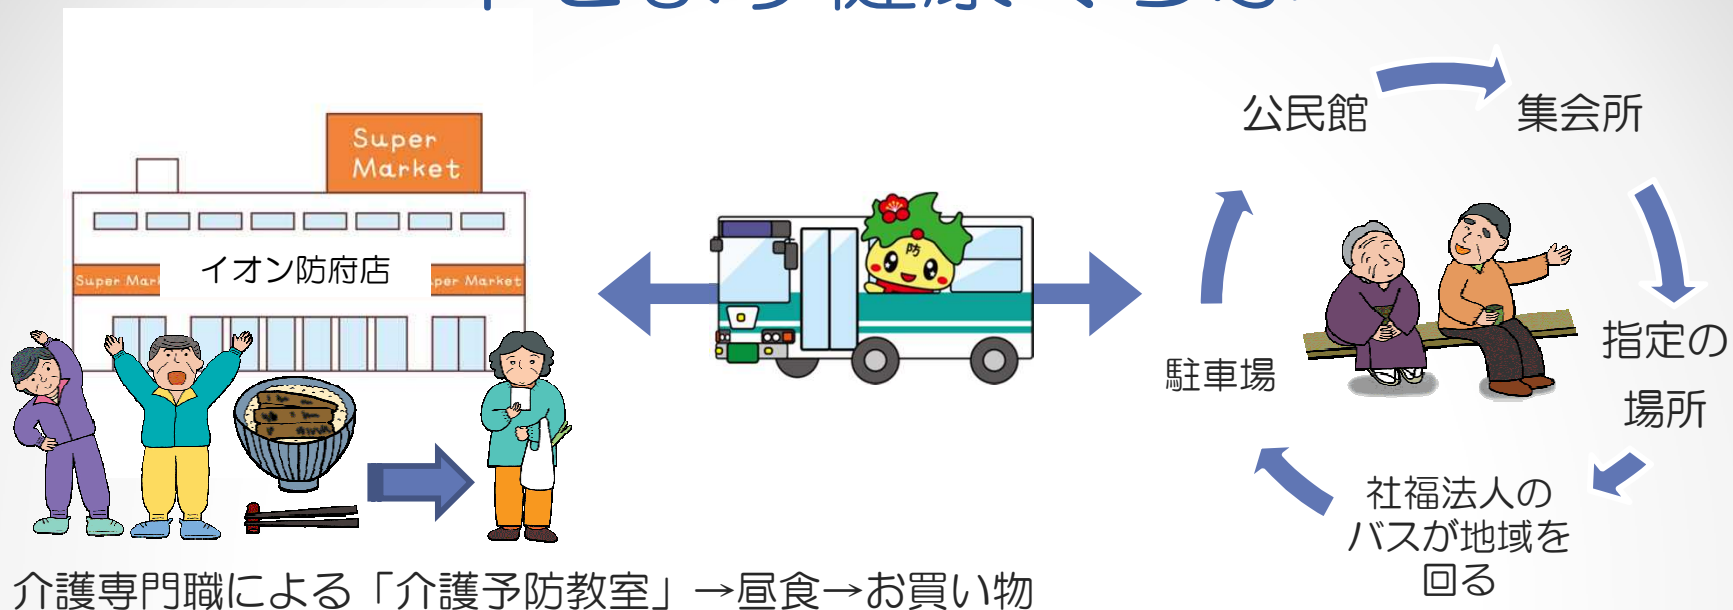 Super
Market
Super Mar
per Market
イオン防府店
防
公民館
集会所
指定の
場所
駐車場
社福法人の
バスが地域を
回る
介護専門職による「介護予防教室」→昼食→お買い物